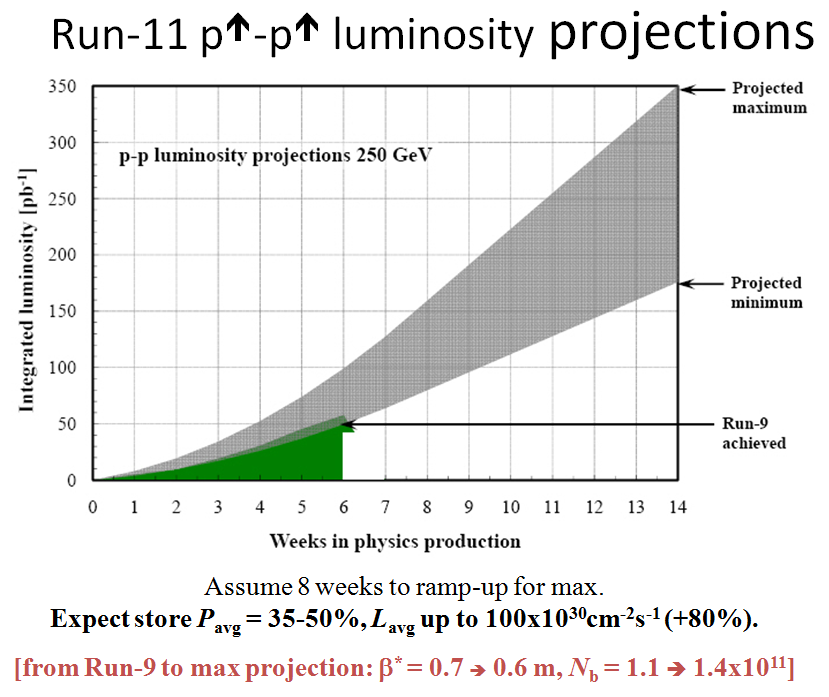 Run-11 p↑-p↑ luminosity projections
350
300
250
200
150
100
50
0
Integrated luminosity [pb⁻¹]
p-p luminosity projections 250 GeV
Projected
maximum
Projected
minimum
Run-9
achieved
0 1 2 3 4 5 6 7 8 9 10 11 12 13 14
Weeks in physics production
Assume 8 weeks to ramp-up for max.
Expect store Pavg = 35-50%, Lavg up to 100x10³⁰cm⁻²s⁻¹ (+80%).
[from Run-9 to max projection: β* = 0.7 → 0.6 m, Nb = 1.1 → 1.4x10¹¹]